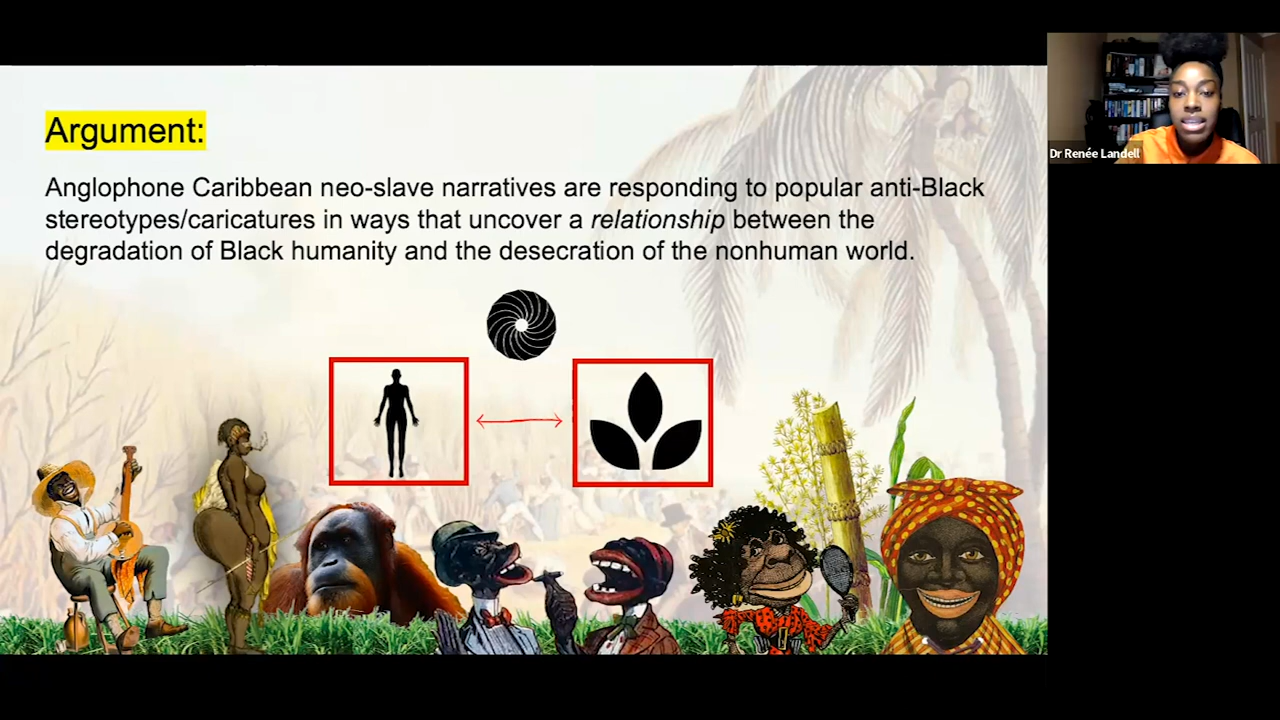 Argument:
Anglophone Caribbean neo-slave narratives are responding to popular anti-Black
stereotypes/caricatures in ways that uncover a relationship between the
degradation of Black humanity and the desecration of the nonhuman world.
Dr Renée Landell